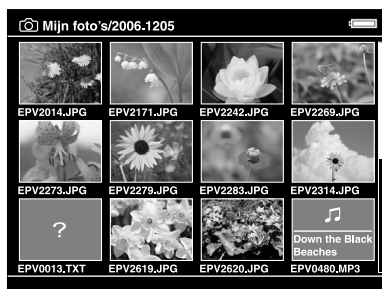 Mijn foto's/2006.1205
EPV2014.JPG EPV2171.JPG EPV2242.JPG EPV2269.JPG
EPV2273.JPG EPV2279.JPG EPV2283.JPG EPV2314.JPG
?
Down the Black
Beaches
EPV0013.TXT EPV2619.JPG EPV2620.JPG EPV0480.MP3